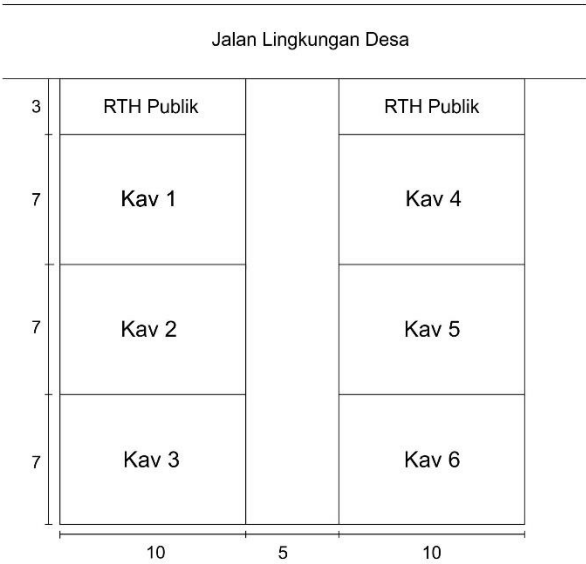 Jalan Lingkungan Desa
3 RTH Publik RTH Publik
7 Kav 1 Kav 4
7 Kav 2 Kav 5
7 Kav 3 Kav 6
10 5 10